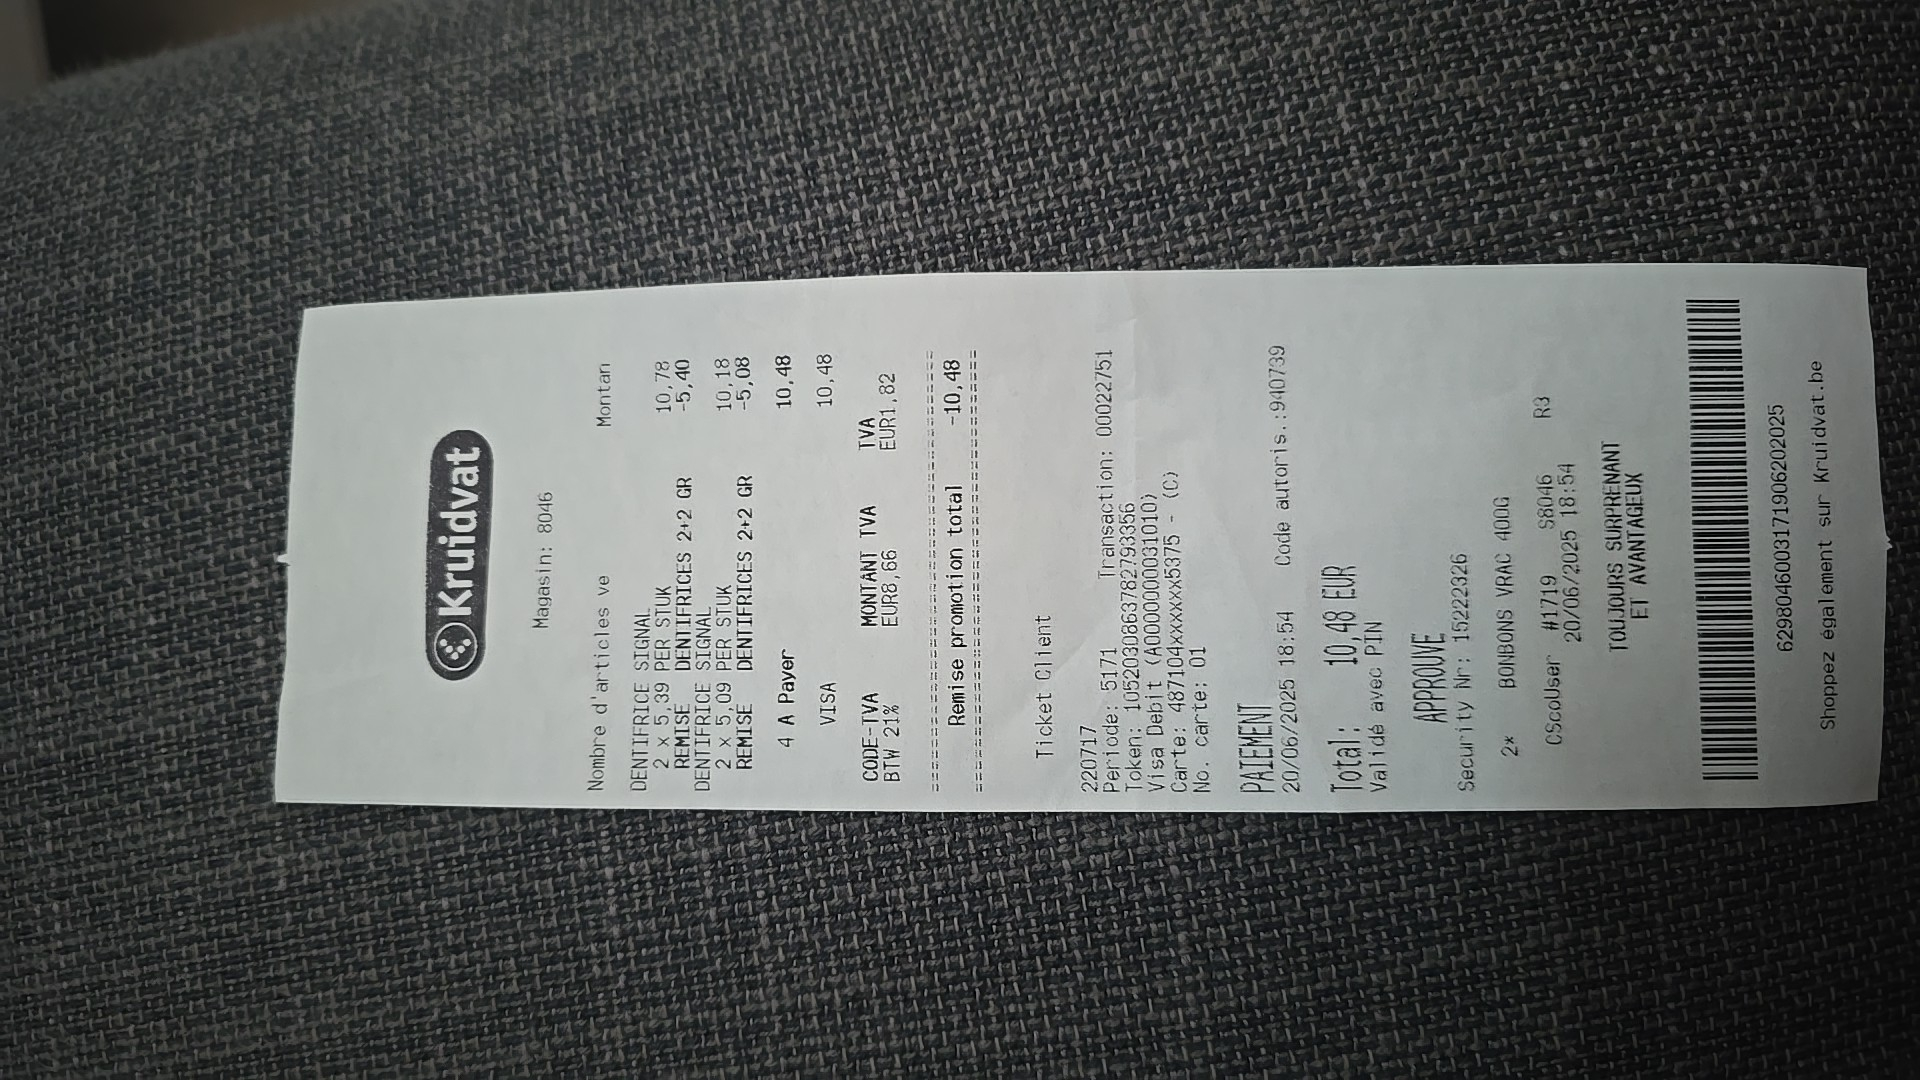 Kruidvat
Magasin: 8046
Nombre d'articles ve Montan
DENTIFRICE SIGNAL
2 x 5,39 PER STUK 10,78
REMISE DENTIFRICES 2+2 GR -5,40
DENTIFRICE SIGNAL
2 x 5,09 PER STUK 10,18
REMISE DENTIFRICES 2+2 GR -5,08
4 A Payer 10,48
VISA 10,48
CODE-TVA MONTANT TVA TVA
BTW 21% EUR8,66 EUR1,82
================================================
Remise promotion total -10,48
================================================
Ticket Client
220717
Periode: 5171 Transaction: 00022751
Token: 1052030863782793356
Visa Debit (A0000000031010)
Carte: 487104xxxxxx5375 - (C)
No. carte: 01
PAIEMENT
20/06/2025 18:54 Code autoris.:940739
Total: 10,48 EUR
Validé avec PIN
APPROUVE
Security Nr: 15222326
2* BONBONS VRAC 400G
CScoUser #1719 S8046 R3
20/06/2025 18:54
TOUJOURS SURPRENANT
ET AVANTAGEUX
62980460031719062​02025
Shoppez également sur Kruidvat.be